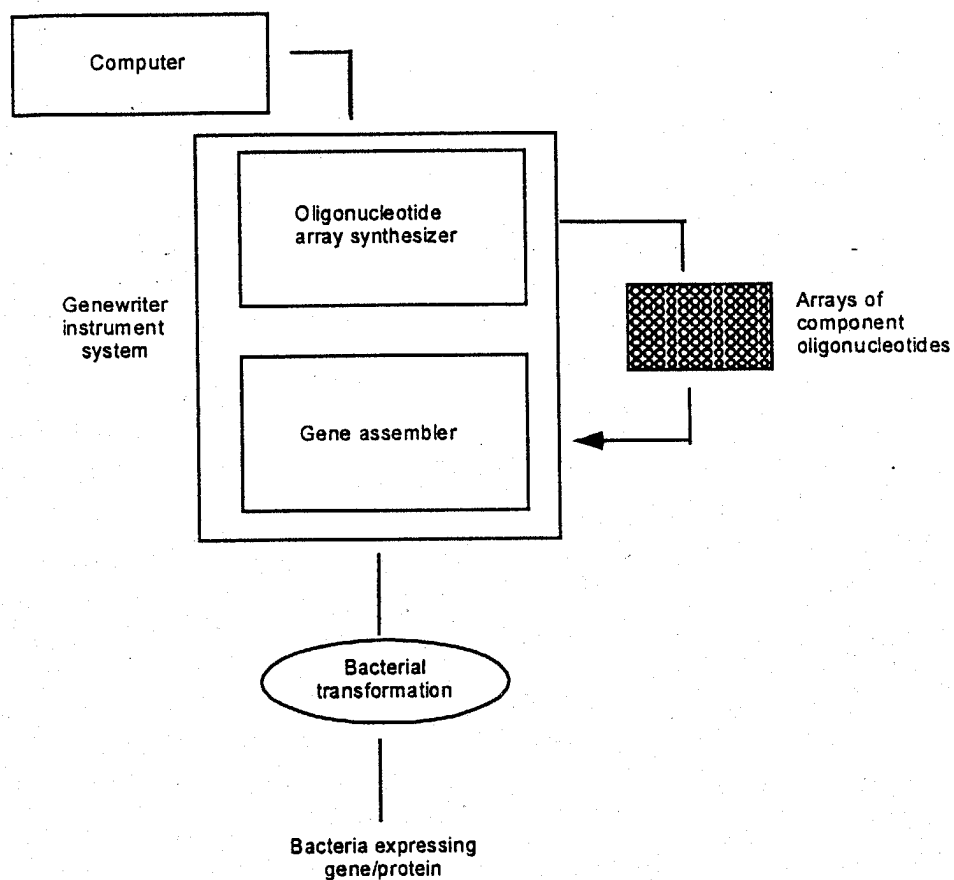 Computer
Oligonucleotide
array synthesizer
Genewriter
instrument
system
Arrays of
component
oligonucleotides
Gene assembler
Bacterial
transformation
Bacteria expressing
gene/protein